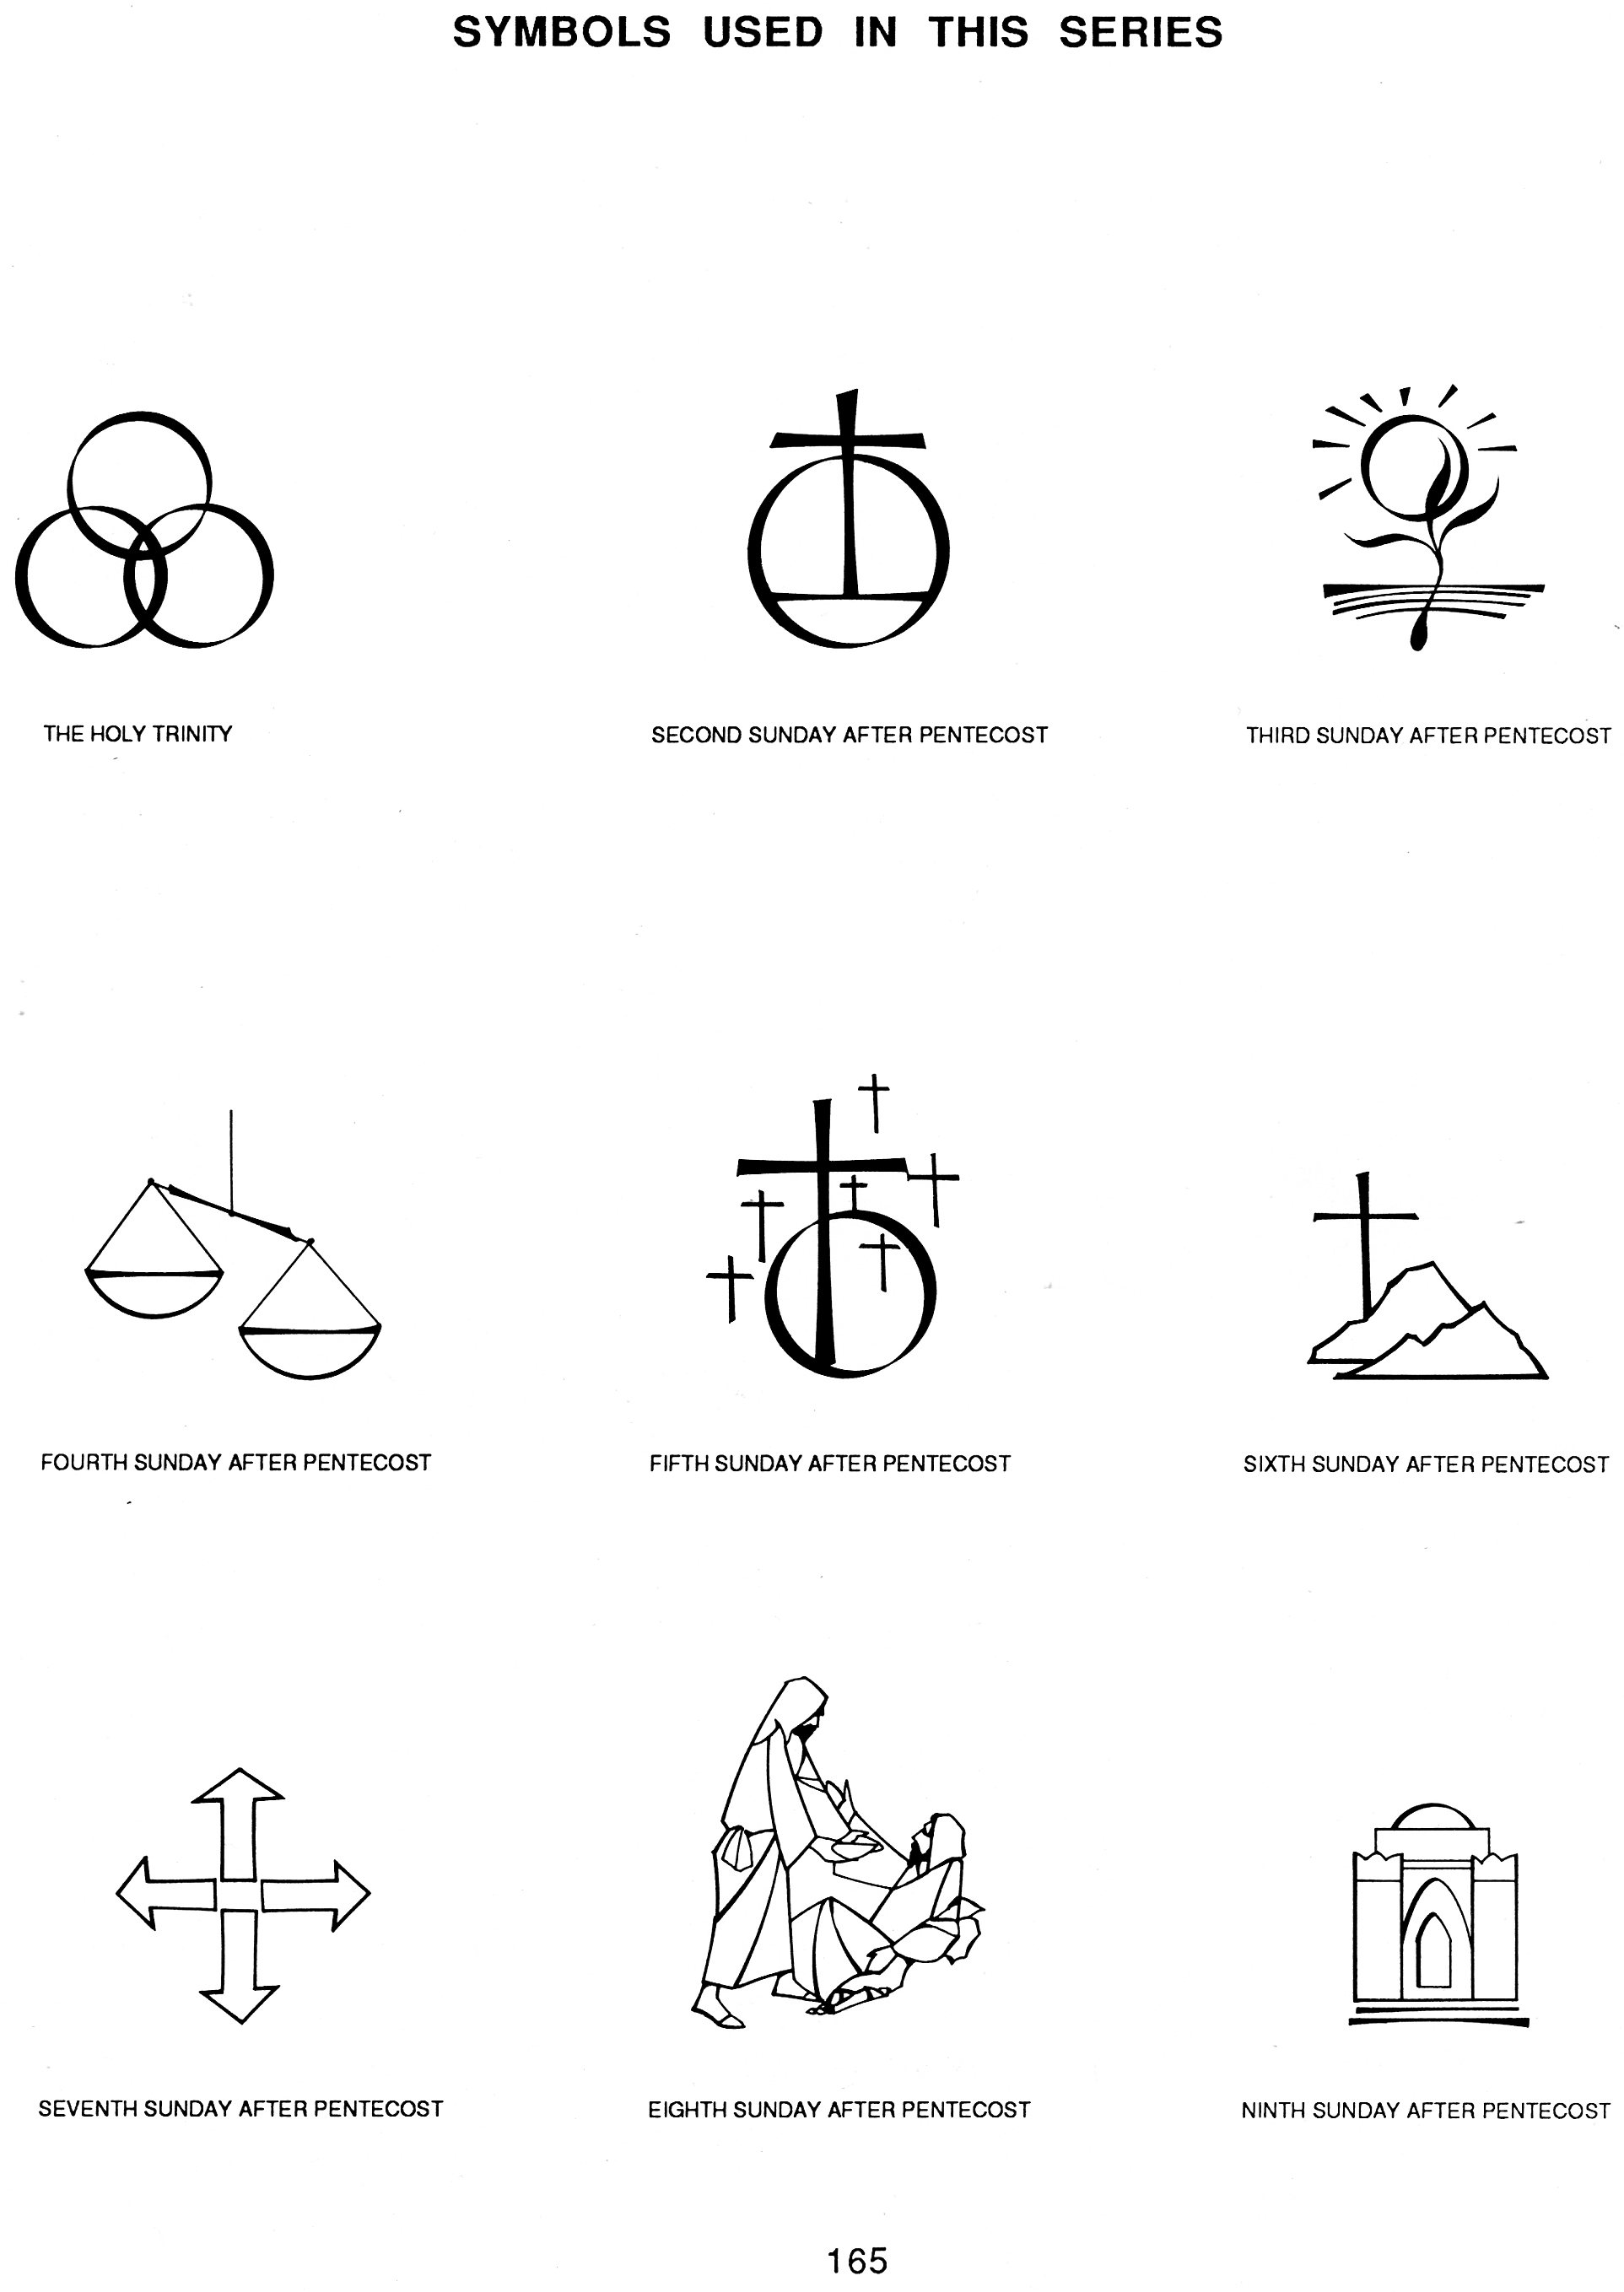 SYMBOLS USED IN THIS SERIES
THE HOLY TRINITY
SECOND SUNDAY AFTER PENTECOST
THIRD SUNDAY AFTER PENTECOST
FOURTH SUNDAY AFTER PENTECOST
FIFTH SUNDAY AFTER PENTECOST
SIXTH SUNDAY AFTER PENTECOST
SEVENTH SUNDAY AFTER PENTECOST
EIGHTH SUNDAY AFTER PENTECOST
NINTH SUNDAY AFTER PENTECOST
165